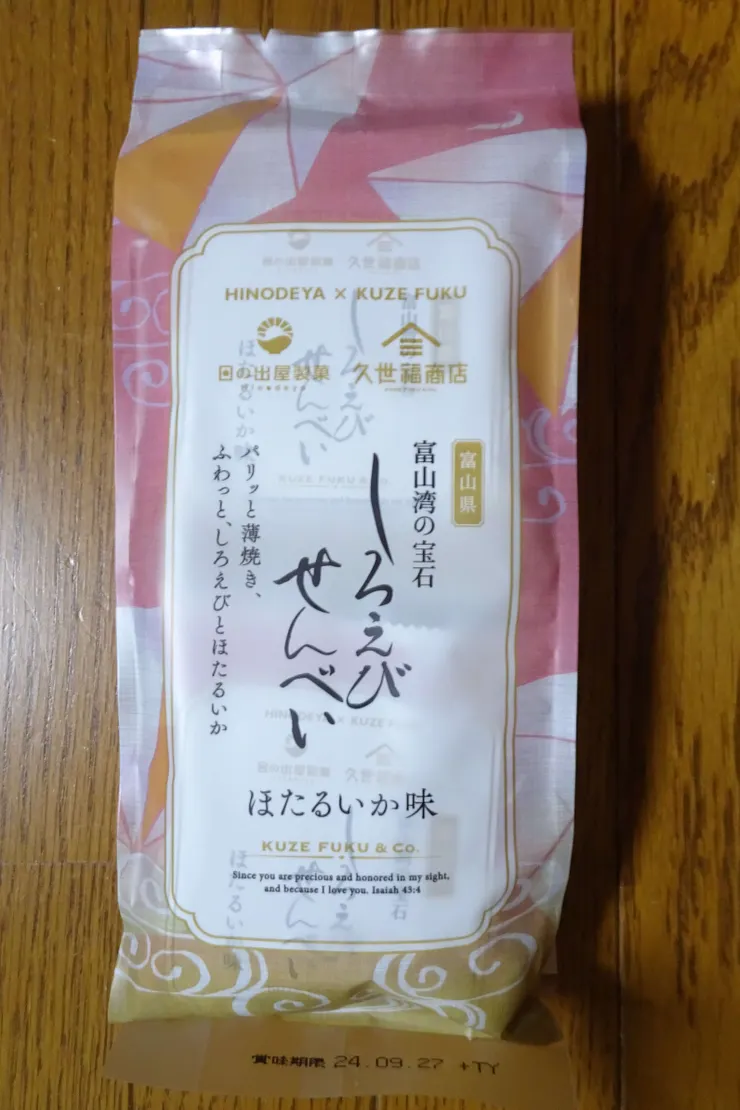 HINODEYA × KUZE FUKU
日の出屋製菓
Hinodeya
久世福商店
富山県
富山湾の宝石
しろえび
せんべい
パリッと薄焼き、
ふわっと、しろえびとほたるいか
ほたるいか味
KUZE FUKU & Co.
Since you are precious and honored in my sight,
and because I love you. Isaiah 43:4
賞味期限 24.09.27 +TY